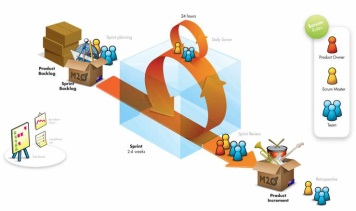 24 hours
Sprint planning
Daily Scrum
Product
Backlog
Sprint
Backlog
Product Owner
Scrum Master
Team
Sprint
2-4 weeks
Sprint Review
Product
Increment
Retrospective